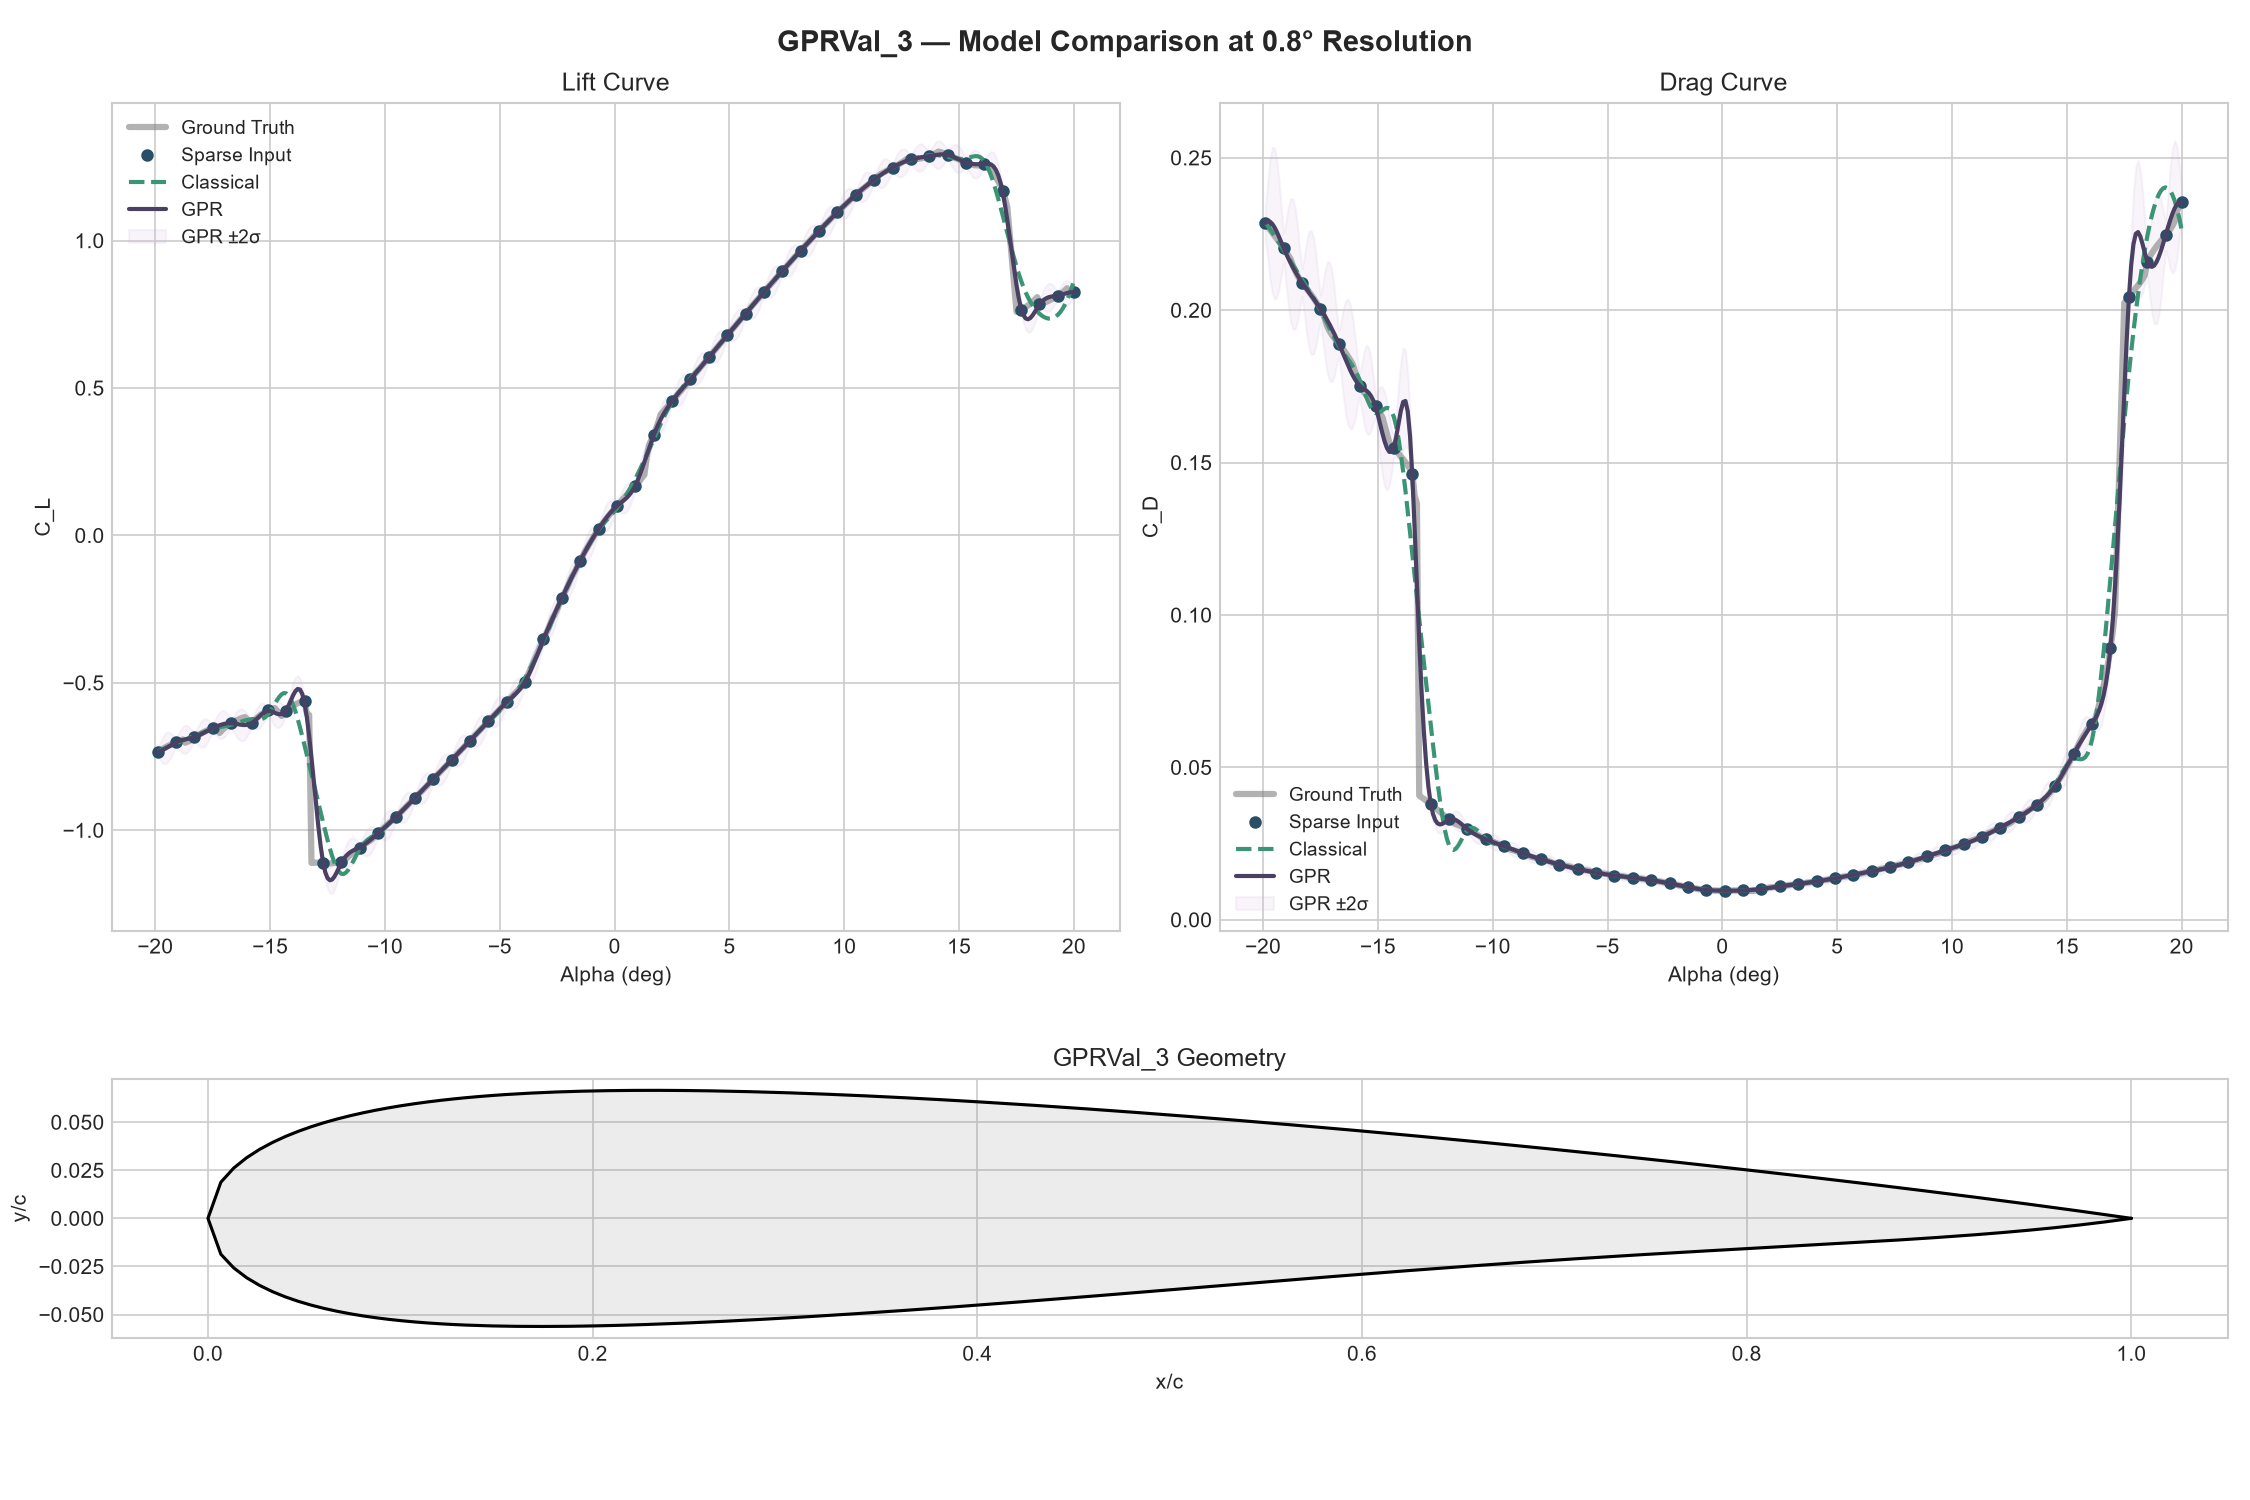 GPRVal_3 — Model Comparison at 0.8° Resolution
Lift Curve
Ground Truth
Sparse Input
Classical
GPR
GPR ±2σ
1.0
0.5
0.0
−0.5
−1.0
C_L
−20 −15 −10 −5 0 5 10 15 20
Alpha (deg)
Drag Curve
0.25
0.20
0.15
0.10
0.05
0.00
C_D
Ground Truth
Sparse Input
Classical
GPR
GPR ±2σ
−20 −15 −10 −5 0 5 10 15 20
Alpha (deg)
GPRVal_3 Geometry
0.050
0.025
0.000
−0.025
−0.050
y/c
0.0 0.2 0.4 0.6 0.8 1.0
x/c